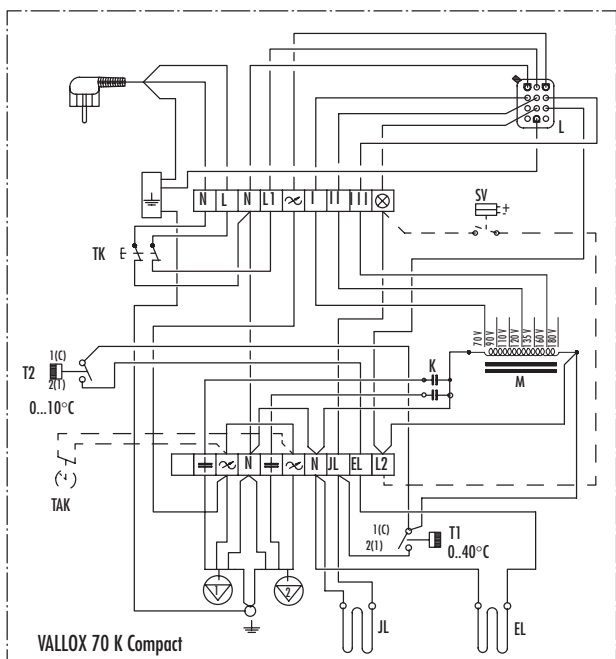 L
SV
+
-
N L N L1 I II III
TK
E
70 V 90 V 110 V 120 V 135 V 160 V 180 V
T2
1(C)
2(1)
0...10°C
K
M
N N JL EL L2
TAK
1(C)
2(1)
T1
0..40°C
1 2
JL
EL
VALLOX 70 K Compact